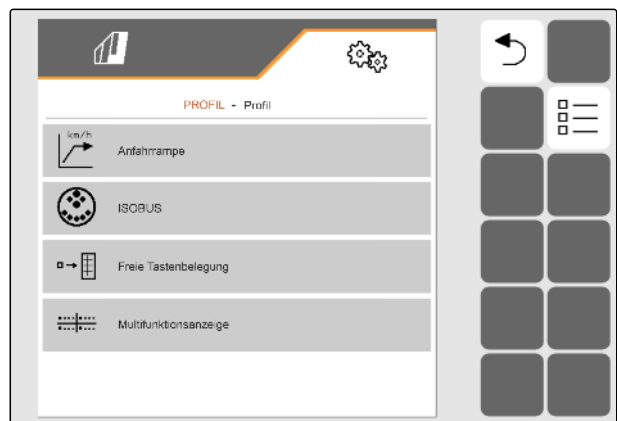 PROFIL - Profil
km/h
Anfahrrampe
ISOBUS
Freie Tastenbelegung
Multifunktionsanzeige